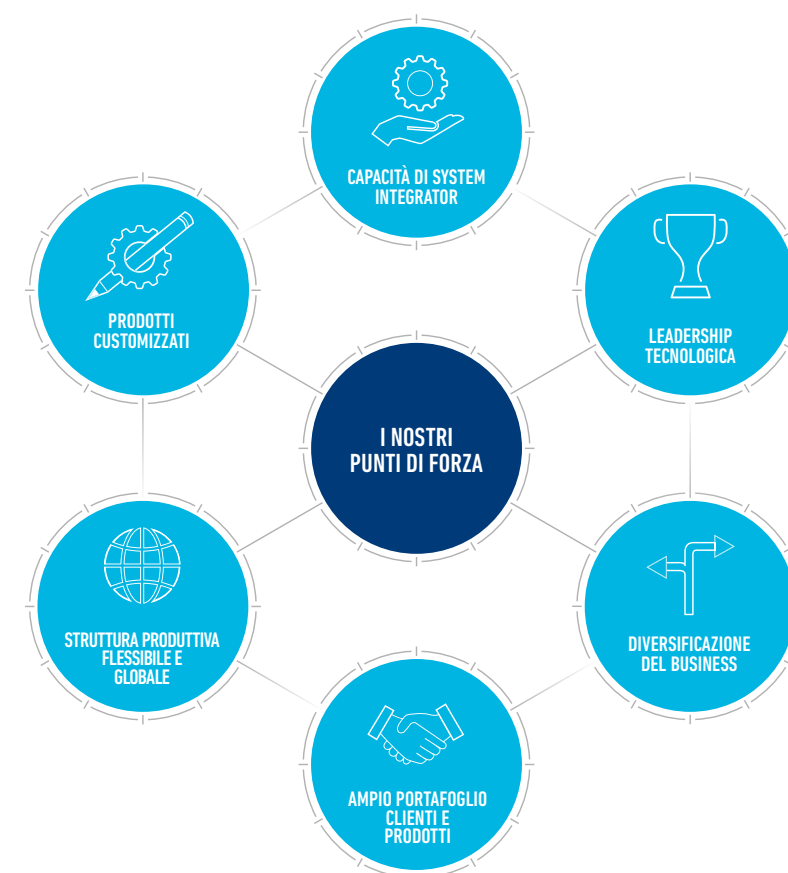 CAPACITÀ DI SYSTEM
INTEGRATOR
PRODOTTI
CUSTOMIZZATI
LEADERSHIP
TECNOLOGICA
I NOSTRI
PUNTI DI FORZA
STRUTTURA PRODUTTIVA
FLESSIBILE E
GLOBALE
DIVERSIFICAZIONE
DEL BUSINESS
AMPIO PORTAFOGLIO
CLIENTI E
PRODOTTI